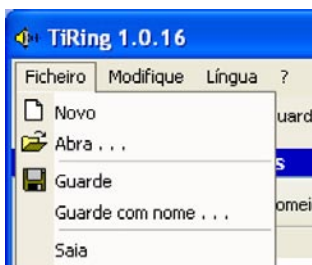 TiRing 1.0.16
Ficheiro Modifique Língua ?
Novo
Abra . . .
Guarde
Guarde com nome . . .
Saia